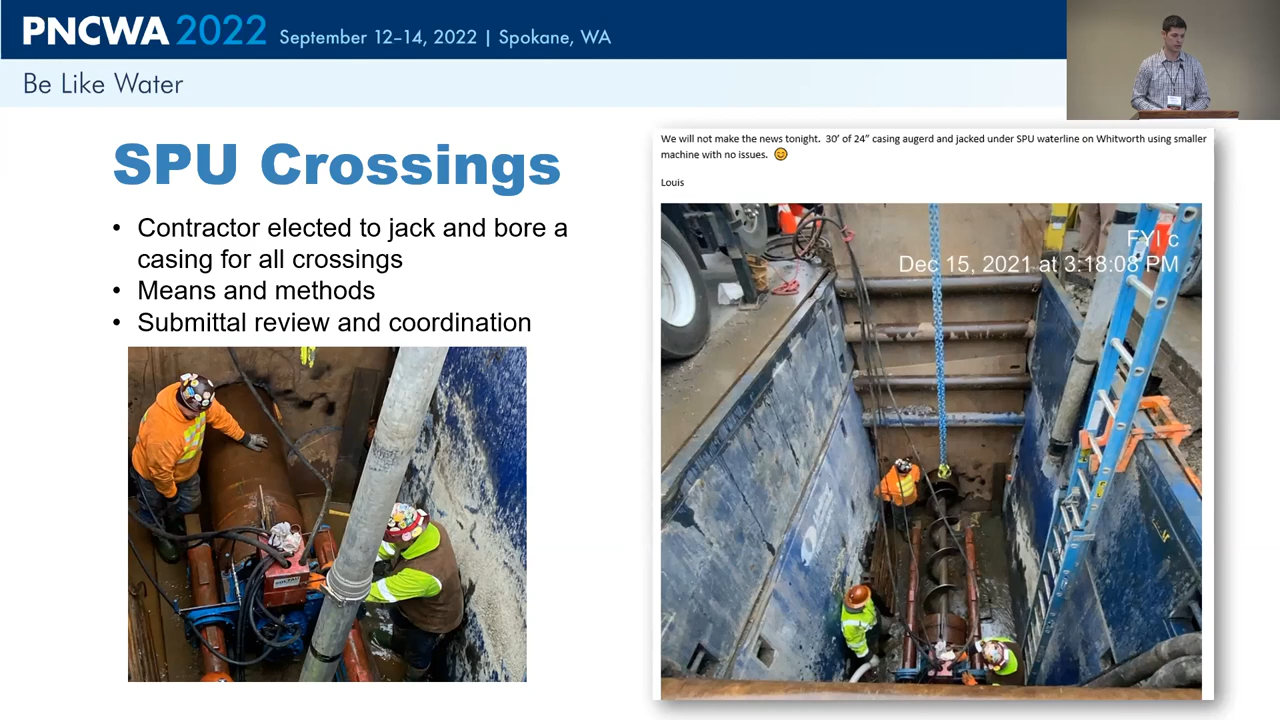 PNCWA 2022 September 12–14, 2022 | Spokane, WA
Be Like Water
SPU Crossings
• Contractor elected to jack and bore a
casing for all crossings
• Means and methods
• Submittal review and coordination
We will not make the news tonight. 30' of 24" casing augerd and jacked under SPU waterline on Whitworth using smaller
machine with no issues. 😊
Louis
FYI c
Dec 15, 2021 at 3:18:08 PM